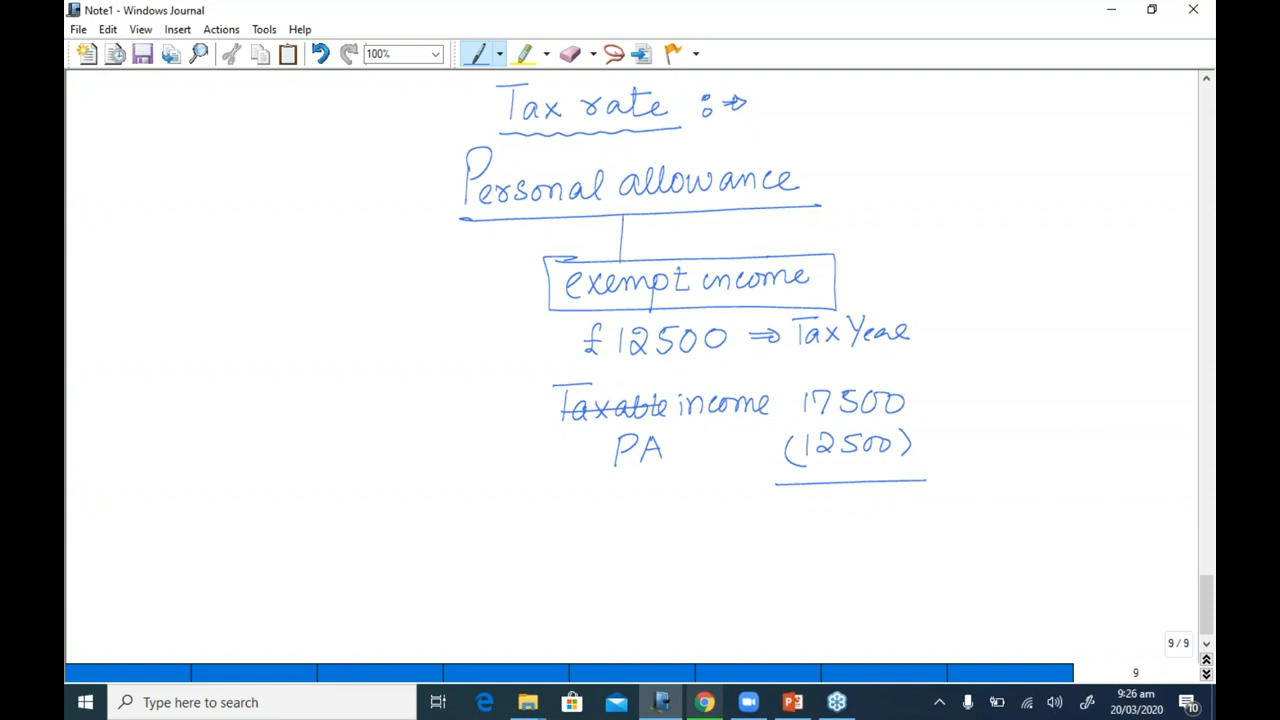 Note1 - Windows Journal
File Edit View Insert Actions Tools Help
100%
Tax rate :⇒
Personal allowance
exempt income
£12500 ⇒ Tax Year
Taxable income 17500
PA (12500)
9 / 9
9
Type here to search
9:26 am
20/03/2020
10